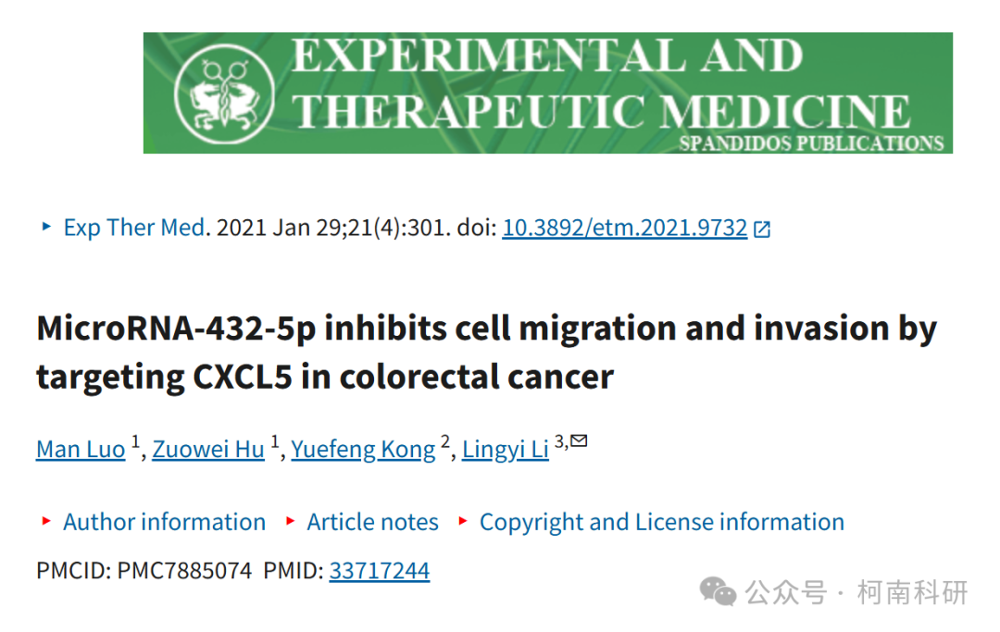 EXPERIMENTAL AND
THERAPEUTIC MEDICINE
SPANDIDOS PUBLICATIONS
Exp Ther Med. 2021 Jan 29;21(4):301. doi: 10.3892/etm.2021.9732
MicroRNA-432-5p inhibits cell migration and invasion by
targeting CXCL5 in colorectal cancer
Man Luo 1, Zuowei Hu 1, Yuefeng Kong 2, Lingyi Li 3,✉
Author information Article notes Copyright and License information
PMCID: PMC7885074 PMID: 33717244
公众号 · 柯南科研